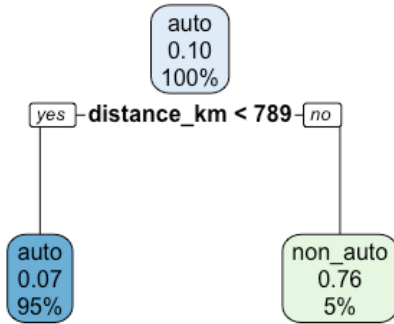 auto
0.10
100%
yes distance_km < 789 no
auto
0.07
95%
non_auto
0.76
5%